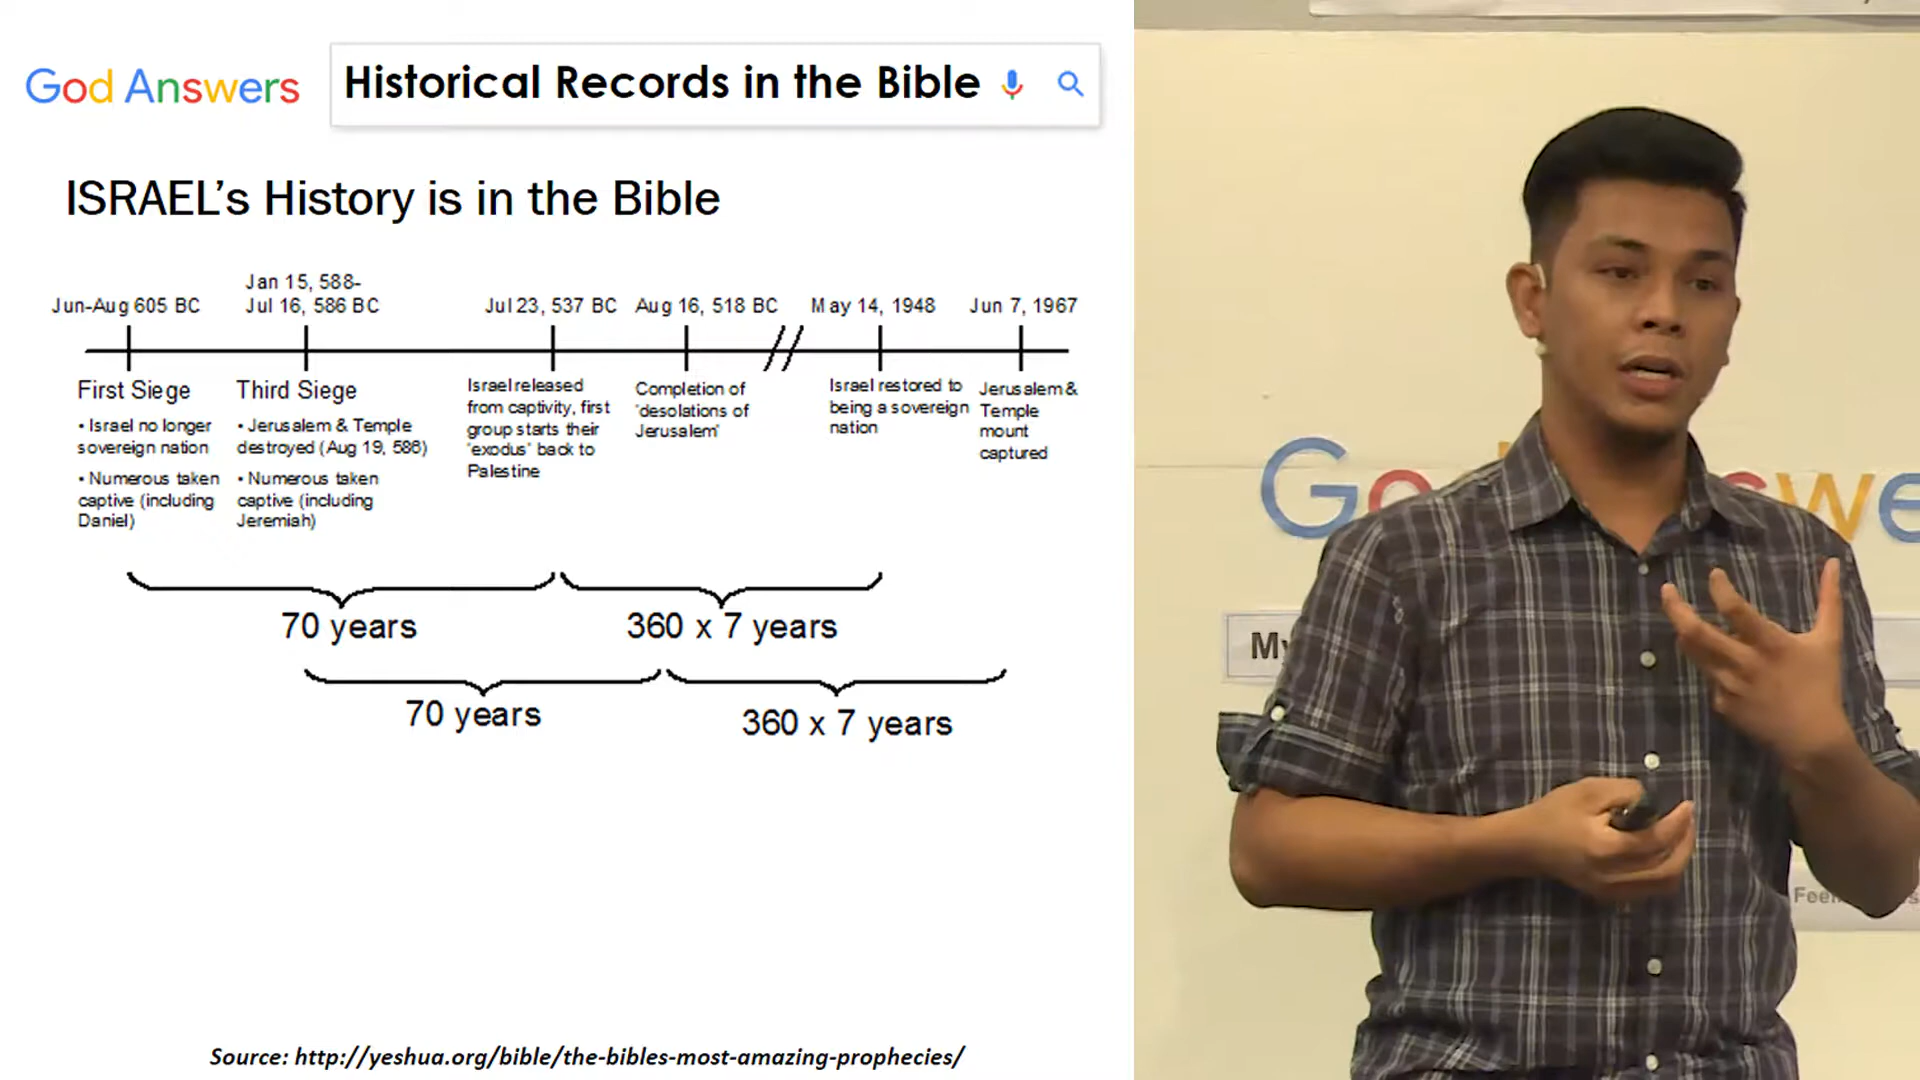 God Answers
Historical Records in the Bible
ISRAEL's History is in the Bible
Jun-Aug 605 BC
Jan 15, 588-
Jul 16, 586 BC
Jul 23, 537 BC
Aug 16, 518 BC
May 14, 1948
Jun 7, 1967
First Siege
• Israel no longer
sovereign nation
• Numerous taken
captive (including
Daniel)
Third Siege
• Jerusalem & Temple
destroyed (Aug 19, 586)
• Numerous taken
captive (including
Jeremiah)
Israel released
from captivity, first
group starts their
"exodus" back to
Palestine
Completion of
"desolations of
Jerusalem"
Israel restored to
being a sovereign
nation
Jerusalem &
Temple
mount
captured
70 years
360 x 7 years
70 years
360 x 7 years
Source: http://yeshua.org/bible/the-bibles-most-amazing-prophecies/